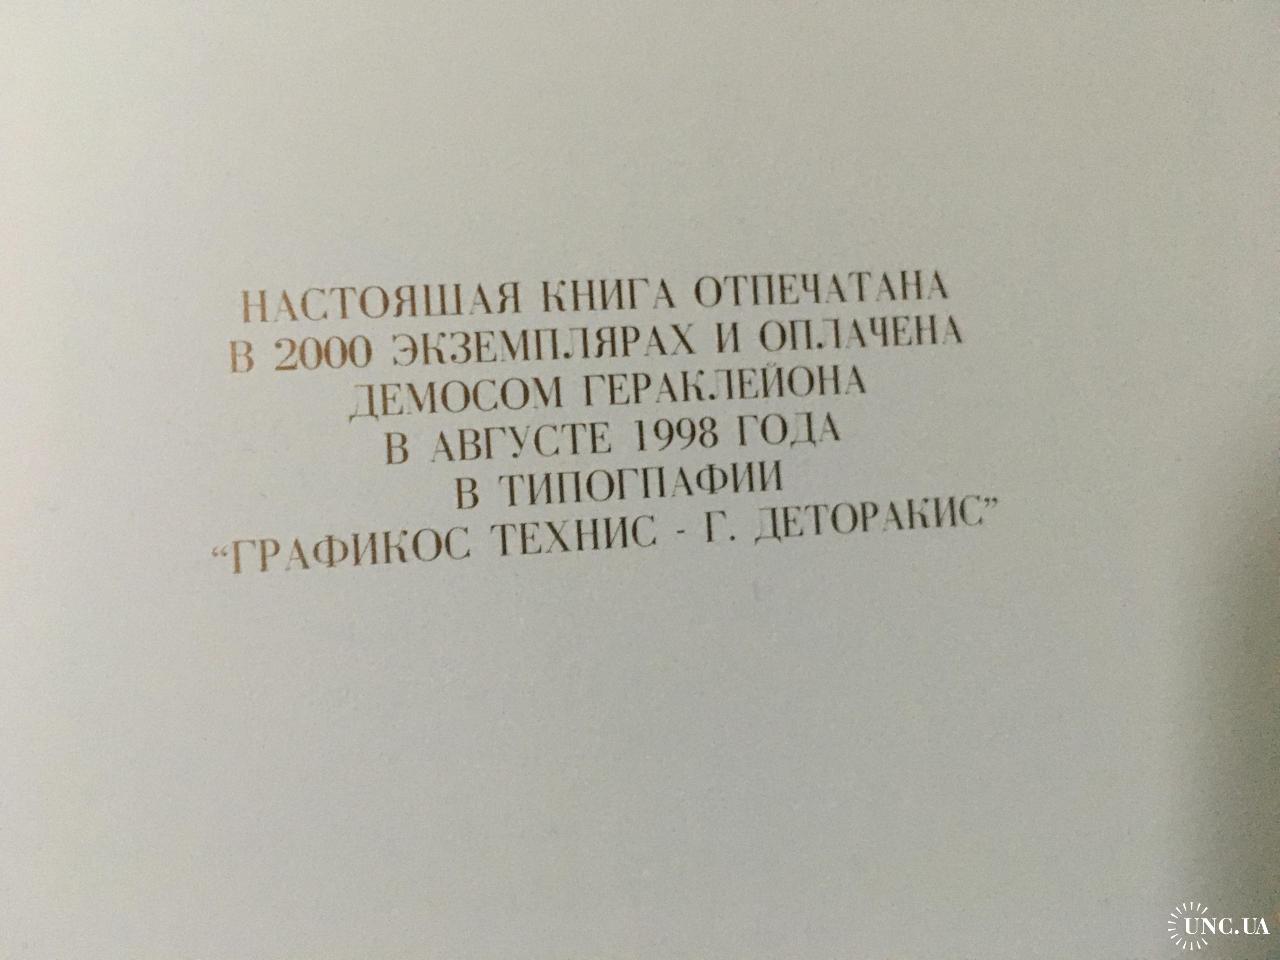 НАСТОЯШАЯ КНИГА ОТПЕЧАТАНА
В 2000 ЭКЗЕМПЛЯРАХ И ОПЛАЧЕНА
ДЕМОСОМ ГЕРАКЛЕЙОНА
В АВГУСТЕ 1998 ГОДА
В ТИПОГПАФИИ
“ГРАФИКОС ТЕХНИС - Г. ДЕТОРАКИС”
UNC.UA